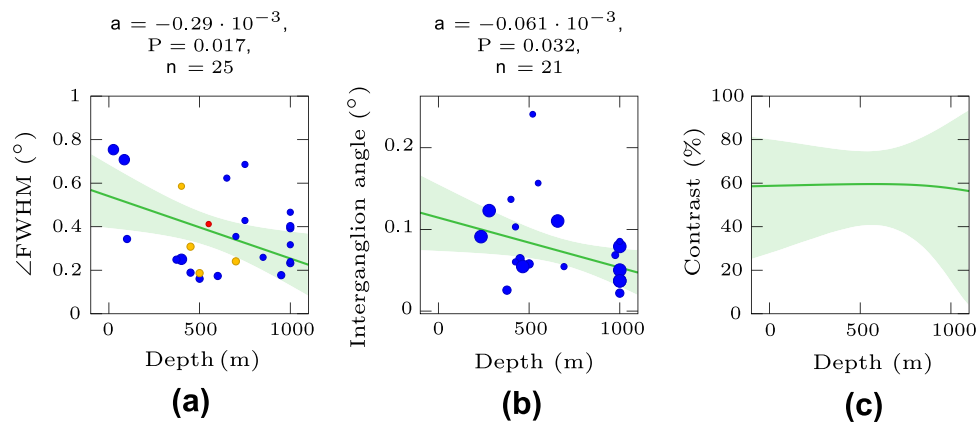 a = −0.29 · 10⁻³,
P = 0.017,
n = 25
a = −0.061 · 10⁻³,
P = 0.032,
n = 21
∠FWHM (°)
1
0.8
0.6
0.4
0.2
0
0 500 1000
Depth (m)
(a)
Interganglion angle (°)
0.2
0.1
0
0 500 1000
Depth (m)
(b)
Contrast (%)
100
80
60
40
20
0
0 500 1000
Depth (m)
(c)